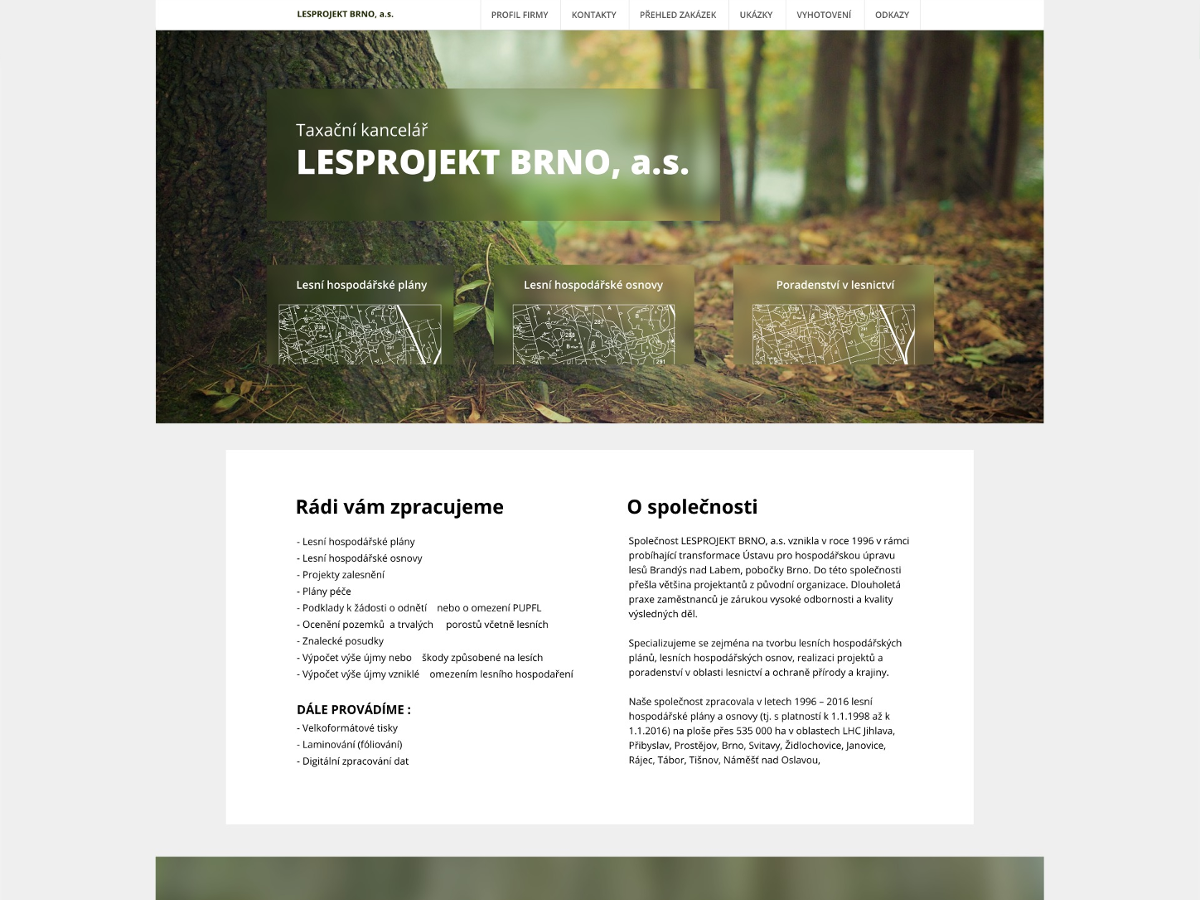 LESPROJEKT BRNO, a.s.
PROFIL FIRMY
KONTAKTY
PŘEHLED ZAKÁZEK
UKÁZKY
VYHOTOVENÍ
ODKAZY
Taxační kancelář
LESPROJEKT BRNO, a.s.
Lesní hospodářské plány
Lesní hospodářské osnovy
Poradenství v lesnictví
Rádi vám zpracujeme
- Lesní hospodářské plány
- Lesní hospodářské osnovy
- Projekty zalesnění
- Plány péče
- Podklady k žádosti o odnětí    nebo o omezení PUPFL
- Ocenění pozemků  a trvalých    porostů včetně lesních
- Znalecké posudky
- Výpočet výše újmy nebo    škody způsobené na lesích
- Výpočet výše újmy vzniklé    omezením lesního hospodaření
DÁLE PROVÁDÍME :
- Velkoformátové tisky
- Laminování (fóliování)
- Digitální zpracování dat
O společnosti
Společnost LESPROJEKT BRNO, a.s. vznikla v roce 1996 v rámci
probíhající transformace Ústavu pro hospodářskou úpravu
lesů Brandýs nad Labem, pobočky Brno. Do této společnosti
přešla většina projektantů z původní organizace. Dlouholetá
praxe zaměstnanců je zárukou vysoké odbornosti a kvality
výsledných děl.
Specializujeme se zejména na tvorbu lesních hospodářských
plánů, lesních hospodářských osnov, realizaci projektů a
poradenství v oblasti lesnictví a ochraně přírody a krajiny.
Naše společnost zpracovala v letech 1996 – 2016 lesní
hospodářské plány a osnovy (tj. s platností k 1.1.1998 až k
1.1.2016) na ploše přes 535 000 ha v oblastech LHC Jihlava,
Přibyslav, Prostějov, Brno, Svitavy, Židlochovice, Janovice,
Rájec, Tábor, Tišnov, Náměšť nad Oslavou,